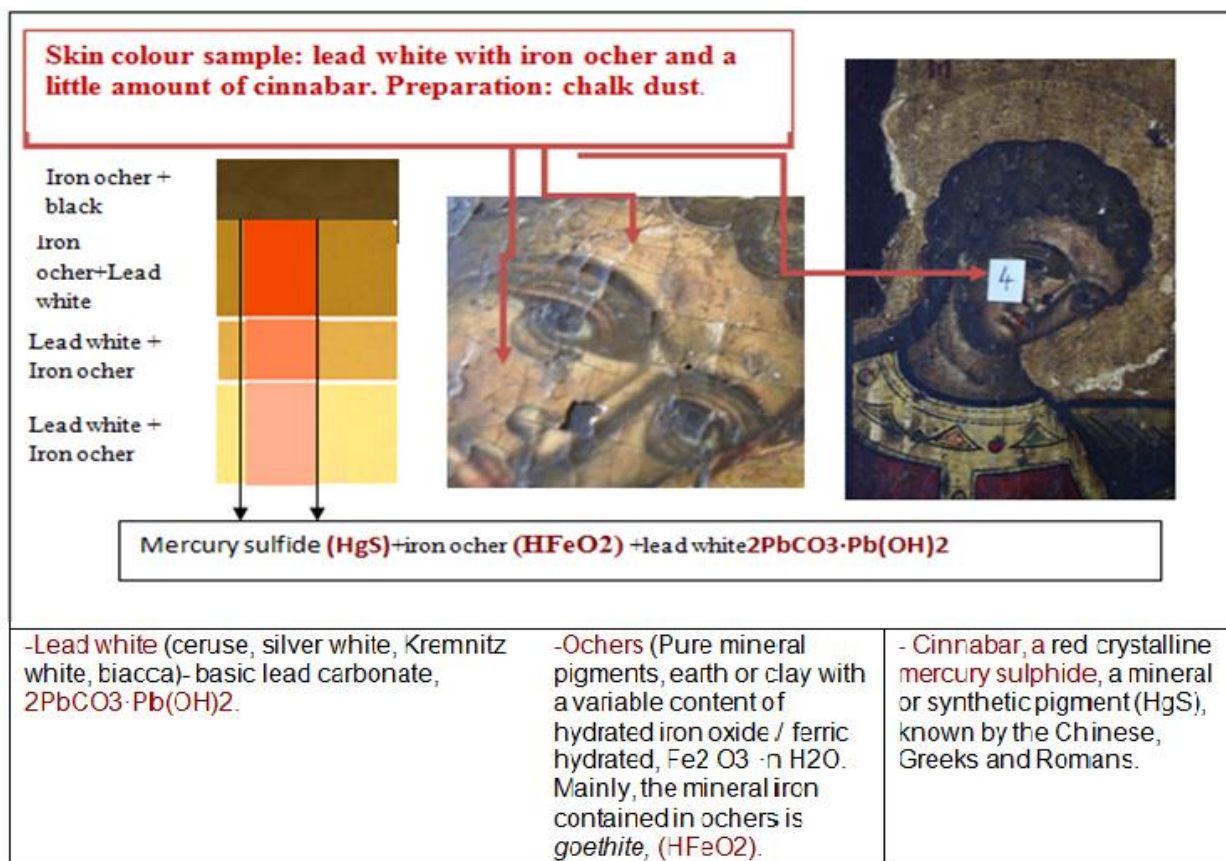 Skin colour sample: lead white with iron ocher and a
little amount of cinnabar. Preparation: chalk dust.
Iron ocher +
black
Iron
ocher+Lead
white
Lead white +
Iron ocher
Lead white +
Iron ocher
4
Mercury sulfide (HgS)+iron ocher (HFeO2) +lead white2PbCO3·Pb(OH)2
-Lead white (ceruse, silver white, Kremnitz
white, biacca)- basic lead carbonate,
2PbCO3·Pb(OH)2.
-Ochers (Pure mineral
pigments, earth or clay with
a variable content of
hydrated iron oxide / ferric
hydrated, Fe2 O3 ·n H2O.
Mainly, the mineral iron
contained in ochers is
goethite, (HFeO2).
- Cinnabar, a red crystalline
mercury sulphide, a mineral
or synthetic pigment (HgS),
known by the Chinese,
Greeks and Romans.